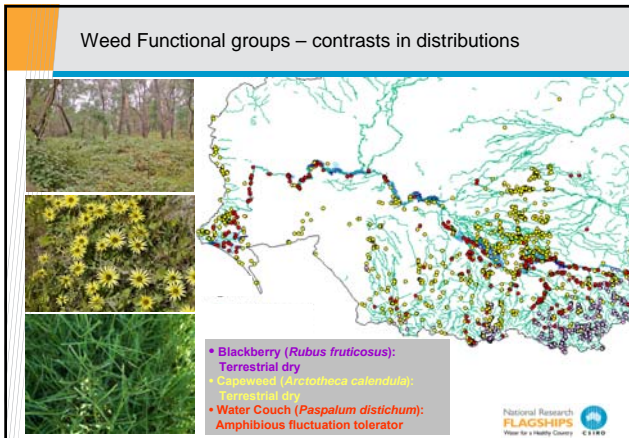 Weed Functional groups – contrasts in distributions
• Blackberry (Rubus fruticosus):
Terrestrial dry
• Capeweed (Arctotheca calendula):
Terrestrial dry
• Water Couch (Paspalum distichum):
Amphibious fluctuation tolerator
National Research
FLAGSHIPS
Water for a Healthy Country
CSIRO